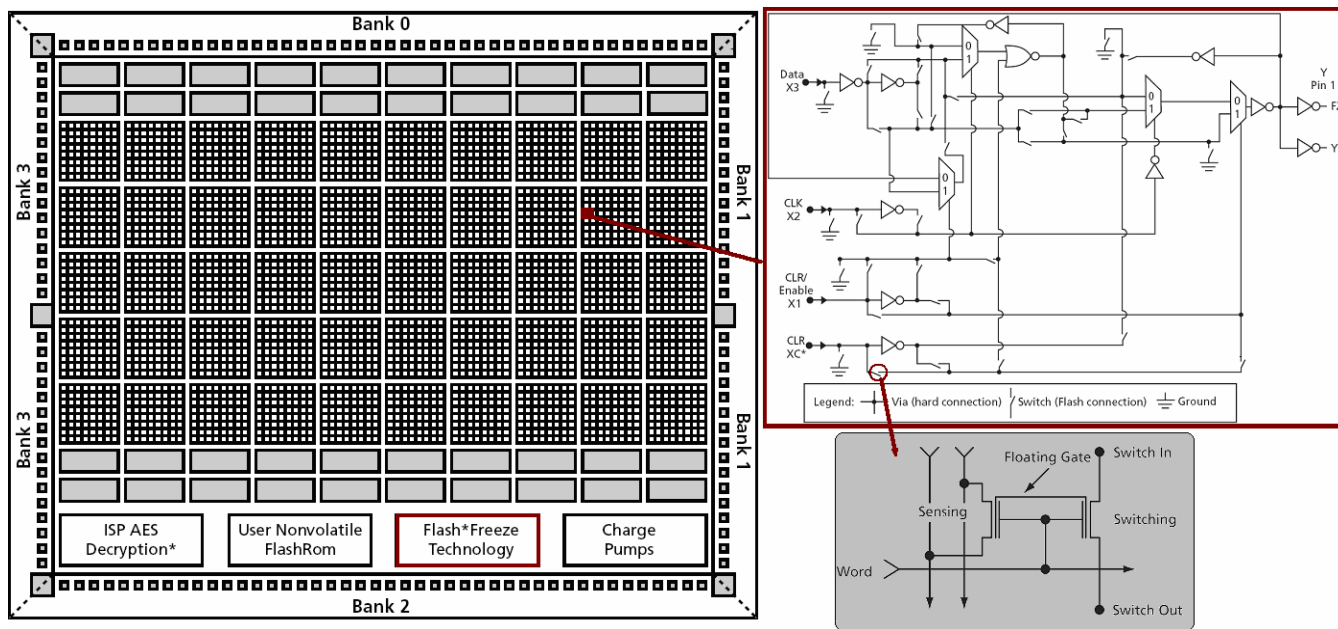 Bank 0
Bank 3
Bank 1
Bank 3
Bank 1
ISP AES
Decryption*
User Nonvolatile
FlashRom
Flash*Freeze
Technology
Charge
Pumps
Bank 2
Data
X3
0
1
0
1
0
1
Y
Pin 1
Y
0
1
CLK
X2
CLR/
Enable
X1
CLR
XC*
Legend:
Via (hard connection)
Switch (Flash connection)
Ground
Floating Gate
Switch In
Sensing
Switching
Word
Switch Out